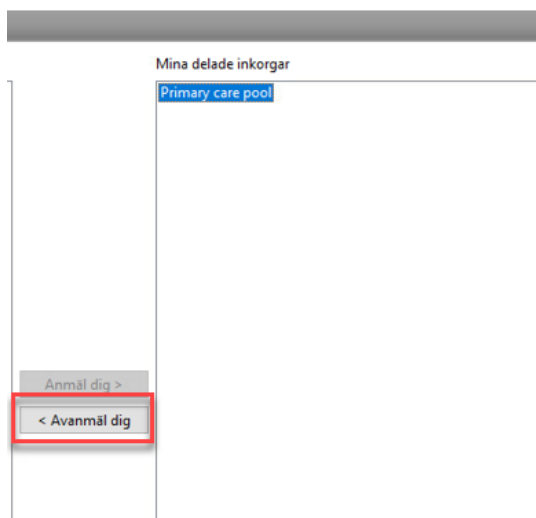 Mina delade inkorgar
Primary care pool
Anmäl dig >
< Avanmäl dig